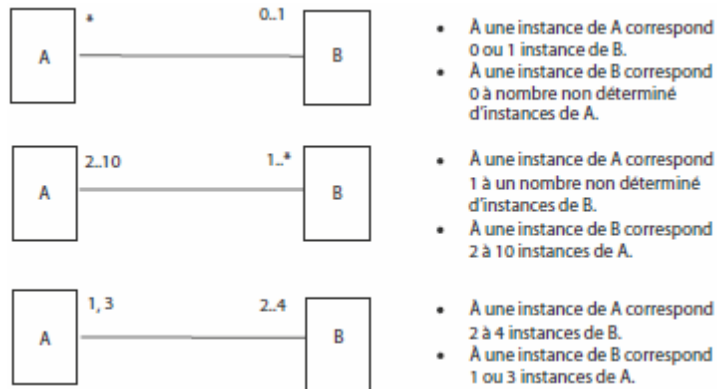 * 0..1
A B
• À une instance de A correspond
0 ou 1 instance de B.
• À une instance de B correspond
0 à nombre non déterminé
d'instances de A.
2..10 1..*
A B
• À une instance de A correspond
1 à un nombre non déterminé
d'instances de B.
• À une instance de B correspond
2 à 10 instances de A.
1, 3 2..4
A B
• À une instance de A correspond
2 à 4 instances de B.
• À une instance de B correspond
1 ou 3 instances de A.